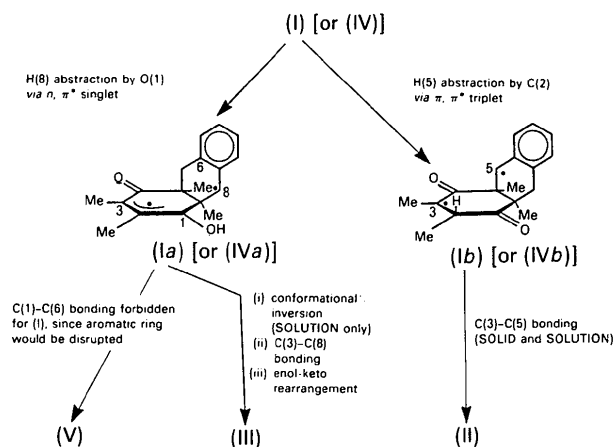 (I) [or (IV)]
H(8) abstraction by O(1)
via n, π* singlet
H(5) abstraction by C(2)
via π, π* triplet
6
O
Me
8
Me
3
1
Me
OH
Me
5
O
H
Me
Me
3
1
Me
O
Me
(Ia) [or (IVa)]
(Ib) [or (IVb)]
C(1)–C(6) bonding forbidden
for (I), since aromatic ring
would be disrupted
(i) conformational
inversion
(SOLUTION only)
(ii) C(3)–C(8)
bonding
(iii) enol-keto
rearrangement
C(3)–C(5) bonding
(SOLID and SOLUTION)
(V)
(III)
(II)